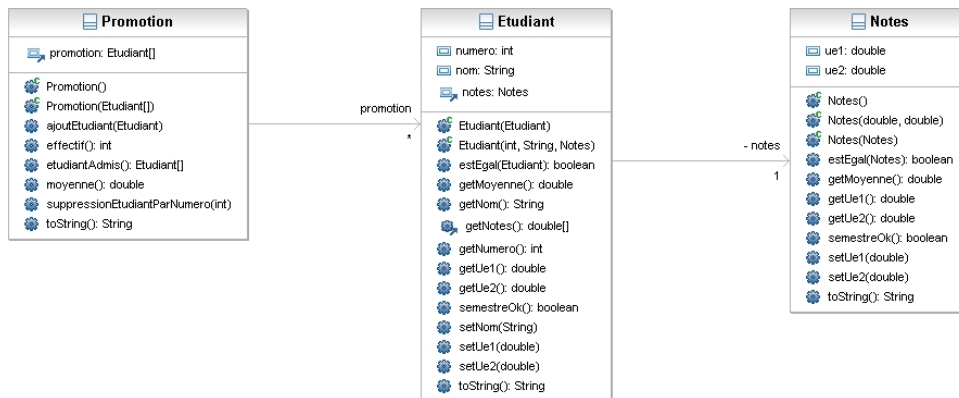 Promotion
promotion: Etudiant[]
Promotion()
Promotion(Etudiant[])
ajoutEtudiant(Etudiant)
effectif(): int
etudiantAdmis(): Etudiant[]
moyenne(): double
suppressionEtudiantParNumero(int)
toString(): String
promotion
*
Etudiant
numero: int
nom: String
notes: Notes
Etudiant(Etudiant)
Etudiant(int, String, Notes)
estEgal(Etudiant): boolean
getMoyenne(): double
getNom(): String
getNotes(): double[]
getNumero(): int
getUe1(): double
getUe2(): double
semestreOk(): boolean
setNom(String)
setUe1(double)
setUe2(double)
toString(): String
- notes
1
Notes
ue1: double
ue2: double
Notes()
Notes(double, double)
Notes(Notes)
estEgal(Notes): boolean
getMoyenne(): double
getUe1(): double
getUe2(): double
semestreOk(): boolean
setUe1(double)
setUe2(double)
toString(): String